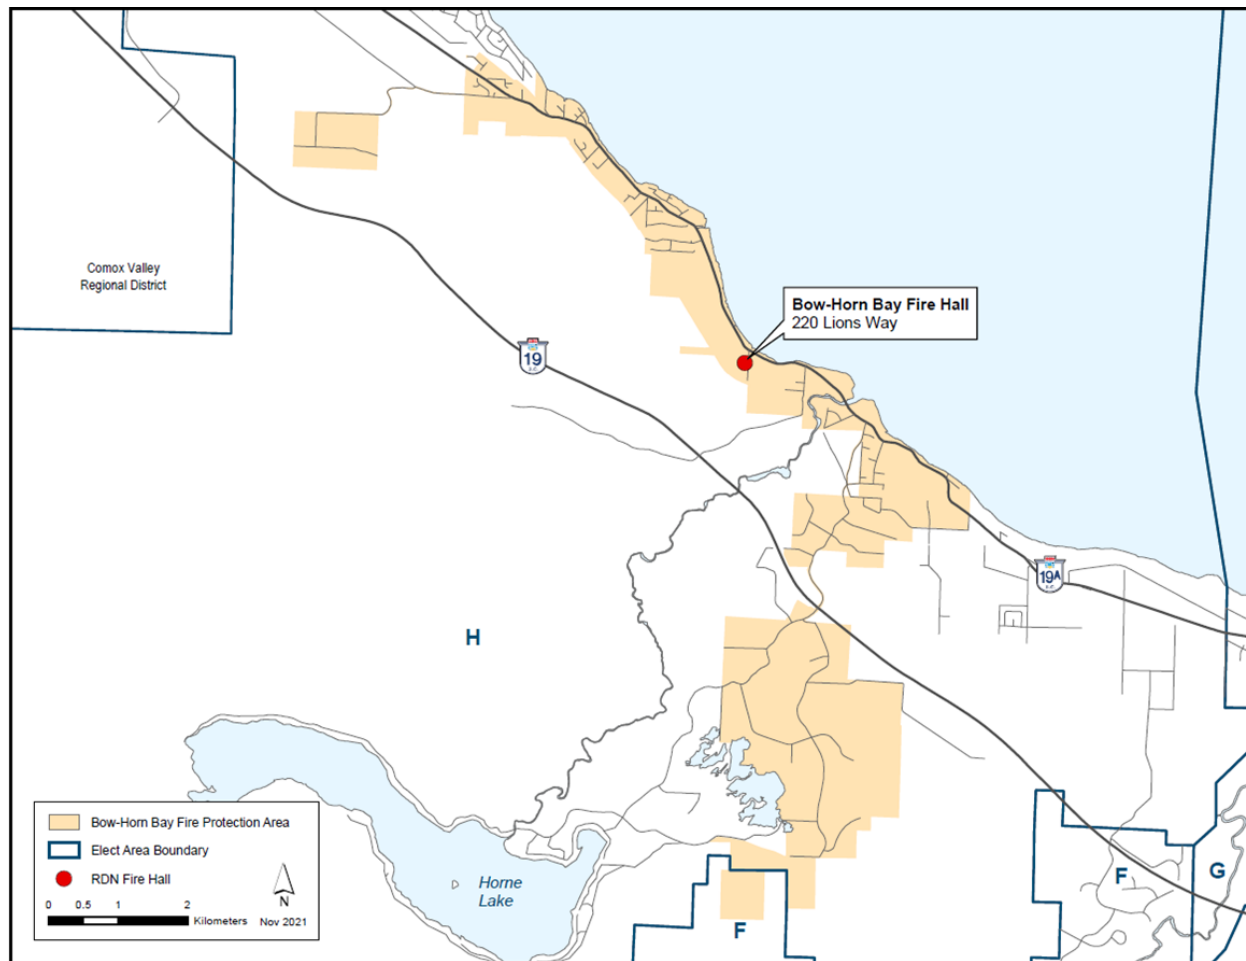 Comox Valley
Regional District
Bow-Horn Bay Fire Hall
220 Lions Way
19
19A
H
Horne
Lake
F
F
G
Bow-Horn Bay Fire Protection Area
Elect Area Boundary
RDN Fire Hall
0 0.5 1 2
Kilometers
N
Nov 2021